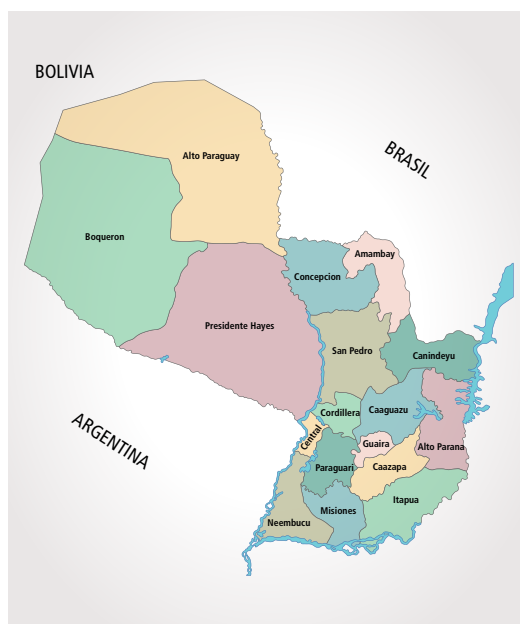 BOLIVIA
BRASIL
Alto Paraguay
Boqueron
Amambay
Concepcion
Presidente Hayes
San Pedro
Canindeyu
Cordillera
Caaguazu
ARGENTINA
Central
Guaira
Alto Parana
Paraguari
Caazapa
Itapua
Misiones
Neembucu